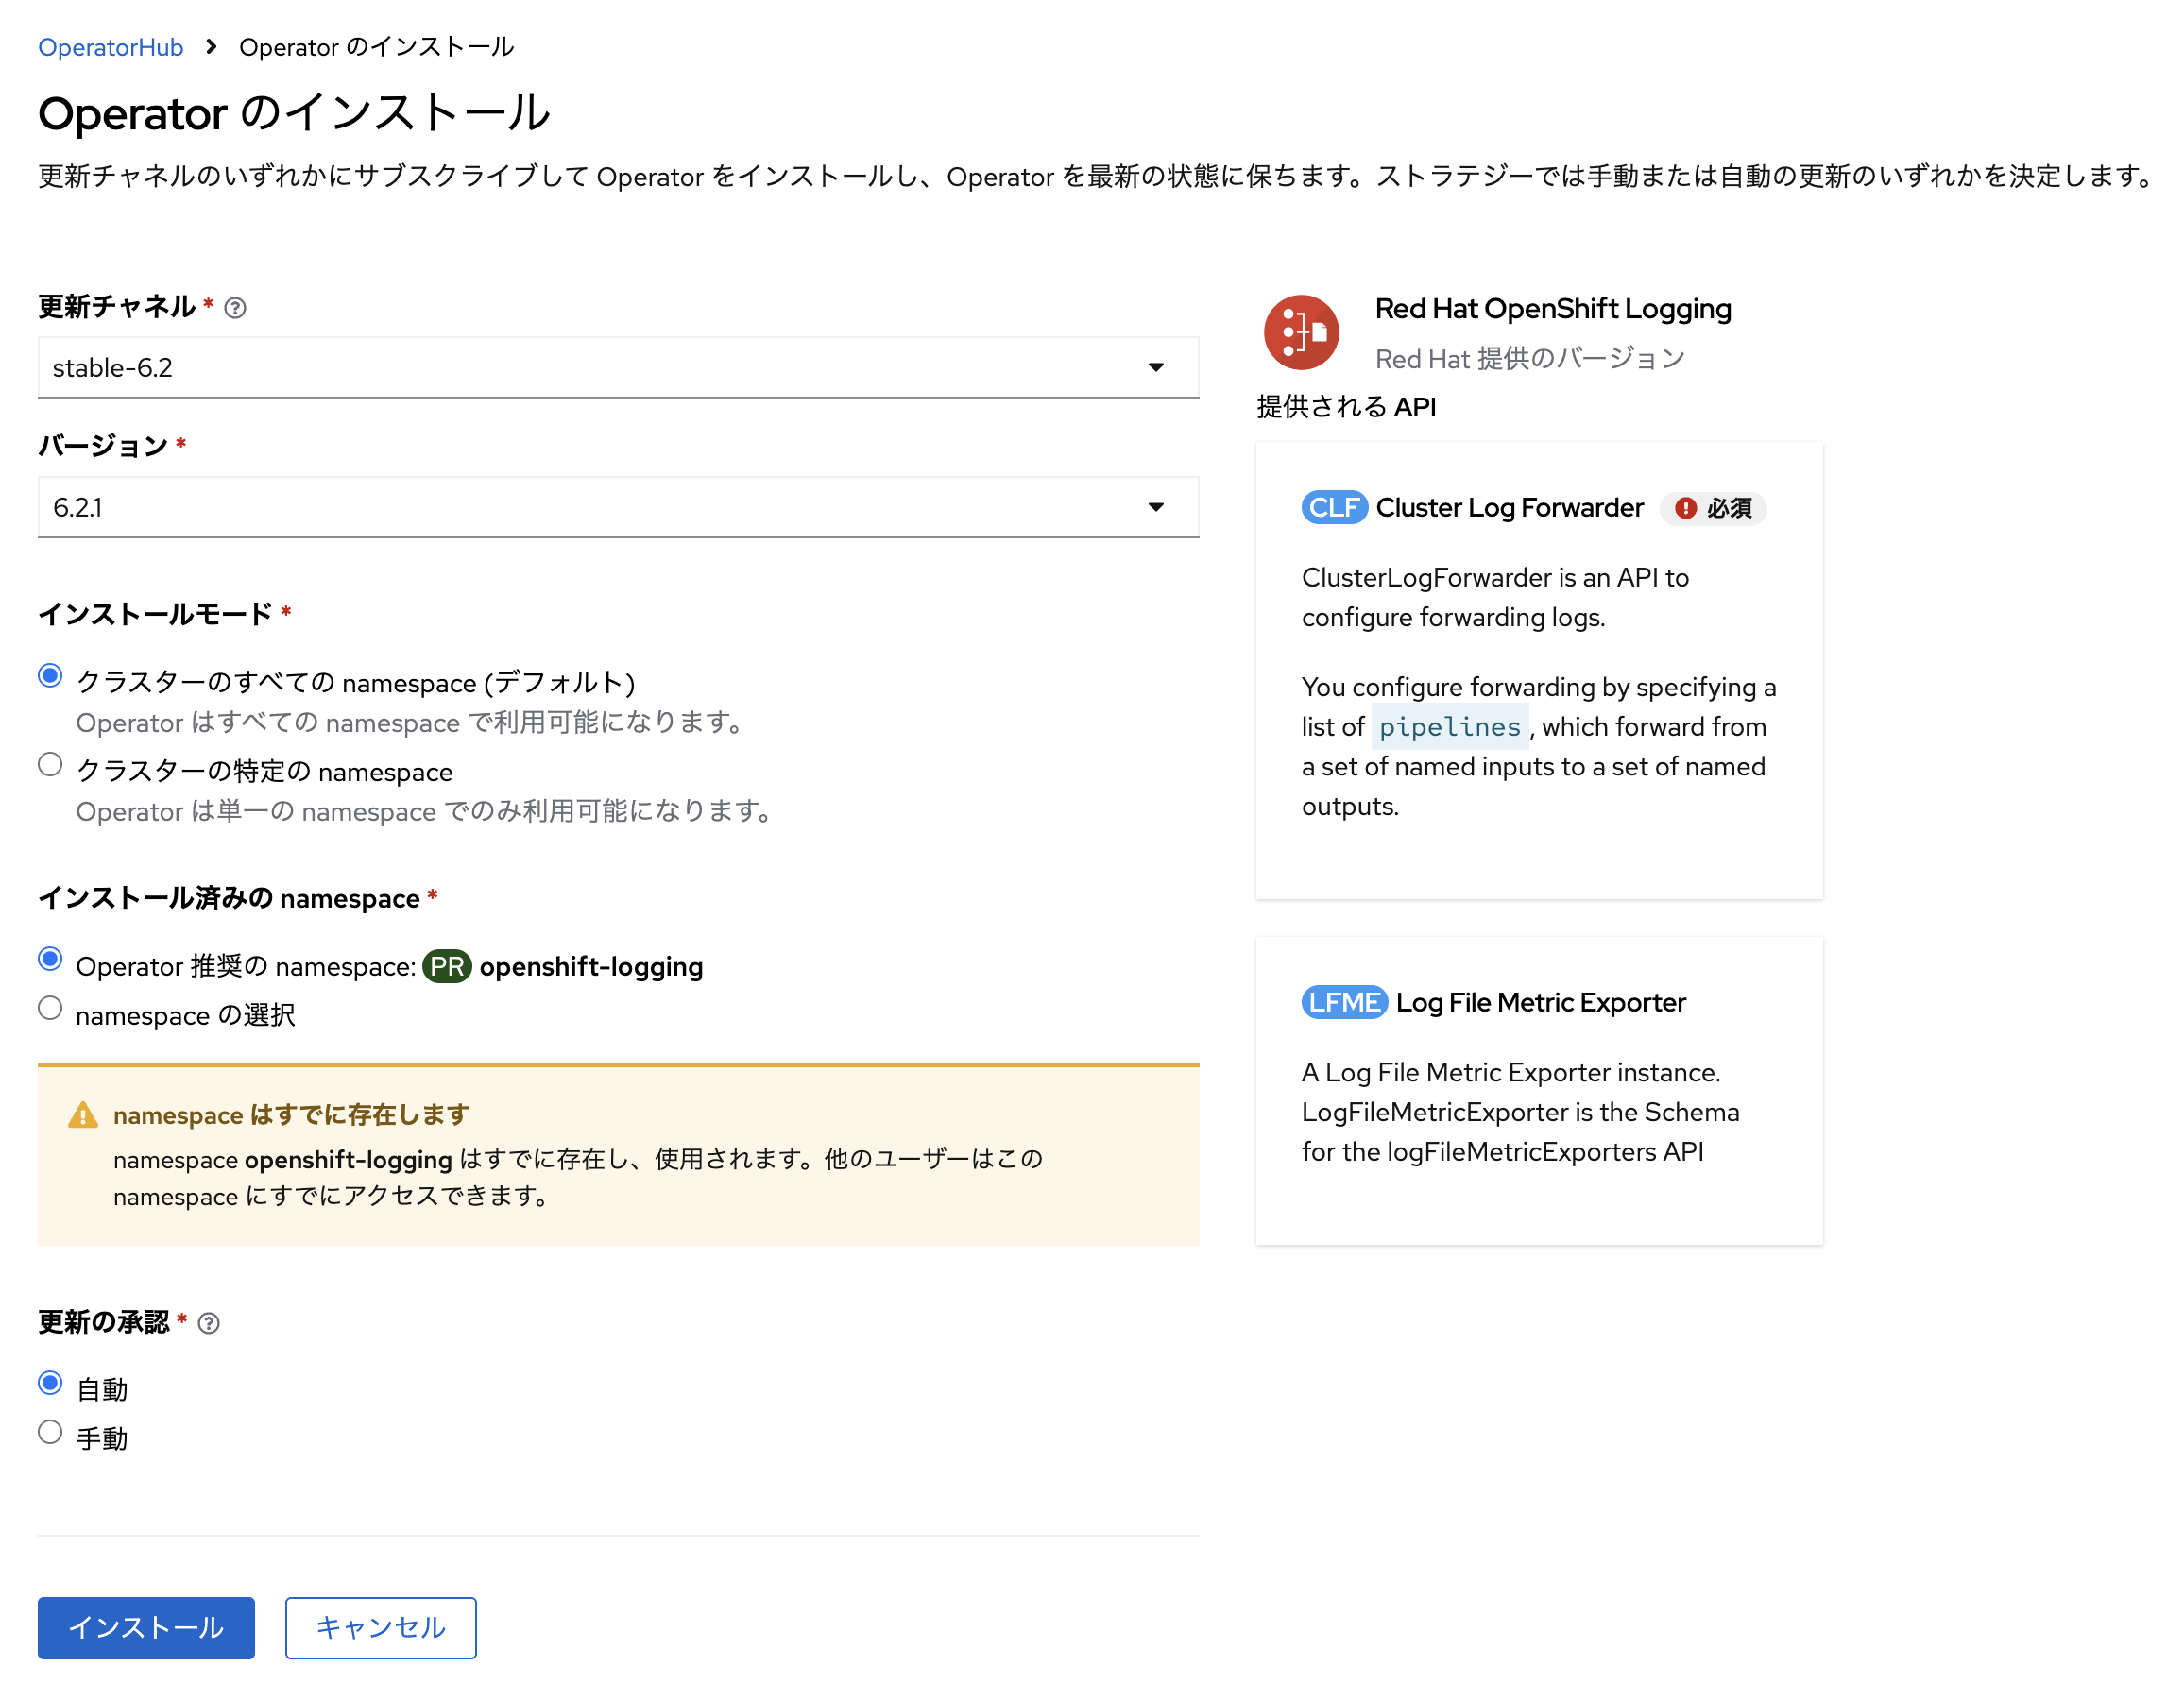 OperatorHub > Operator のインストール
Operator のインストール
更新チャネルのいずれかにサブスクライブして Operator をインストールし、Operator を最新の状態に保ちます。ストラテジーでは手動または自動の更新のいずれかを決定します。
更新チャネル *
stable-6.2
バージョン *
6.2.1
インストールモード *
クラスターのすべての namespace (デフォルト)
Operator はすべての namespace で利用可能になります。
クラスターの特定の namespace
Operator は単一の namespace でのみ利用可能になります。
インストール済みの namespace *
Operator 推奨の namespace: PR openshift-logging
namespace の選択
namespace はすでに存在します
namespace openshift-logging はすでに存在し、使用されます。他のユーザーはこの
namespace にすでにアクセスできます。
更新の承認 *
自動
手動
インストール キャンセル
Red Hat OpenShift Logging
Red Hat 提供のバージョン
提供される API
CLF Cluster Log Forwarder 必須
ClusterLogForwarder is an API to
configure forwarding logs.
You configure forwarding by specifying a
list of pipelines, which forward from
a set of named inputs to a set of named
outputs.
LFME Log File Metric Exporter
A Log File Metric Exporter instance.
LogFileMetricExporter is the Schema
for the logFileMetricExporters API